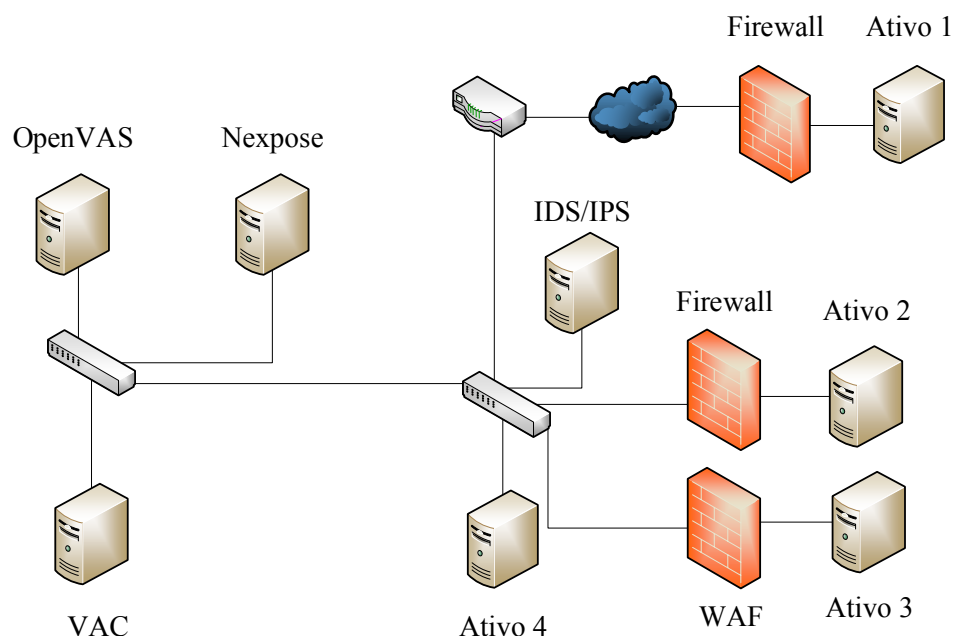 Firewall
Ativo 1
OpenVAS
Nexpose
IDS/IPS
Firewall
Ativo 2
VAC
Ativo 4
WAF
Ativo 3